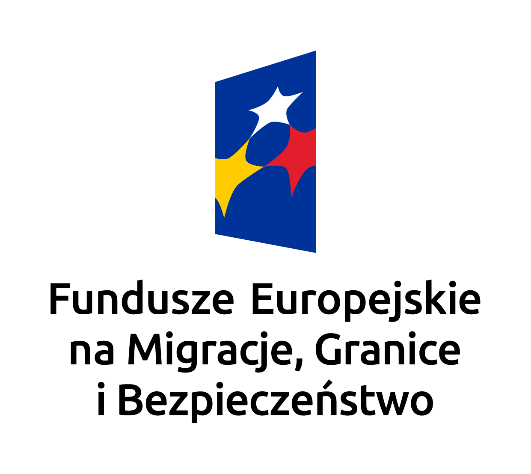 Fundusze Europejskie
na Migracje, Granice
i Bezpieczeństwo